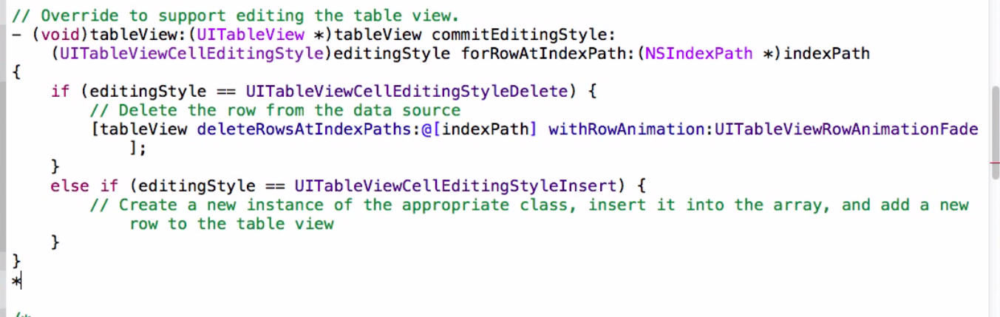 // Override to support editing the table view.
- (void)tableView:(UITableView *)tableView commitEditingStyle:
(UITableViewCellEditingStyle)editingStyle forRowAtIndexPath:(NSIndexPath *)indexPath
{
if (editingStyle == UITableViewCellEditingStyleDelete) {
// Delete the row from the data source
[tableView deleteRowsAtIndexPaths:@[indexPath] withRowAnimation:UITableViewRowAnimationFade
];
}
else if (editingStyle == UITableViewCellEditingStyleInsert) {
// Create a new instance of the appropriate class, insert it into the array, and add a new
row to the table view
}
}
*
/*